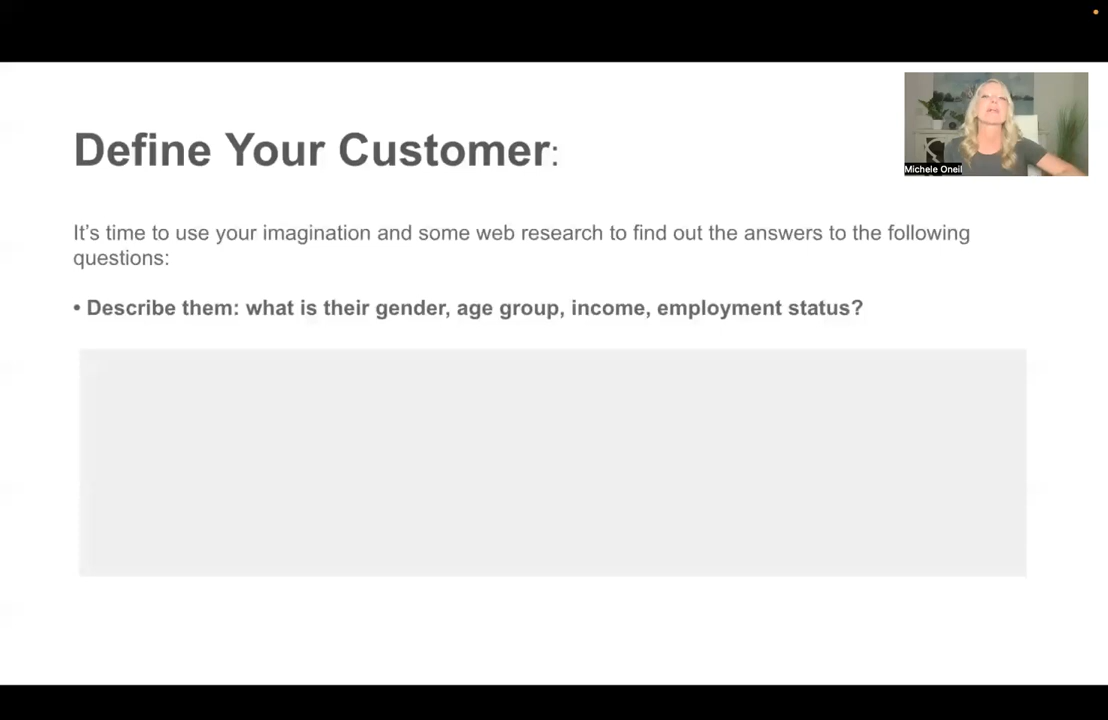 Define Your Customer:
Michele Oneil
It's time to use your imagination and some web research to find out the answers to the following
questions:
• Describe them: what is their gender, age group, income, employment status?